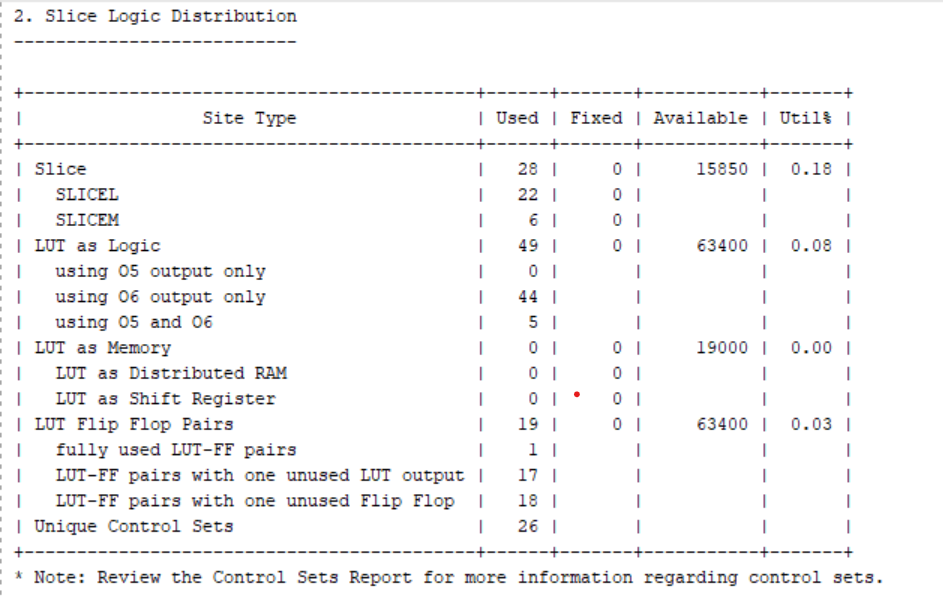 2. Slice Logic Distribution
---------------------------
+-------------------------------------------+------+-------+-----------+-------+
|                 Site Type                 | Used | Fixed | Available | Util% |
+-------------------------------------------+------+-------+-----------+-------+
| Slice                                     |   28 |     0 |     15850 |  0.18 |
|   SLICEL                                  |   22 |     0 |           |       |
|   SLICEM                                  |    6 |     0 |           |       |
| LUT as Logic                              |   49 |     0 |     63400 |  0.08 |
|   using O5 output only                    |    0 |       |           |       |
|   using O6 output only                    |   44 |       |           |       |
|   using O5 and O6                         |    5 |       |           |       |
| LUT as Memory                             |    0 |     0 |     19000 |  0.00 |
|   LUT as Distributed RAM                  |    0 |     0 |           |       |
|   LUT as Shift Register                   |    0 |     0 |           |       |
| LUT Flip Flop Pairs                       |   19 |     0 |     63400 |  0.03 |
|   fully used LUT-FF pairs                 |    1 |       |           |       |
|   LUT-FF pairs with one unused LUT output |   17 |       |           |       |
|   LUT-FF pairs with one unused Flip Flop  |   18 |       |           |       |
| Unique Control Sets                       |   26 |       |           |       |
+-------------------------------------------+------+-------+-----------+-------+
* Note: Review the Control Sets Report for more information regarding control sets.